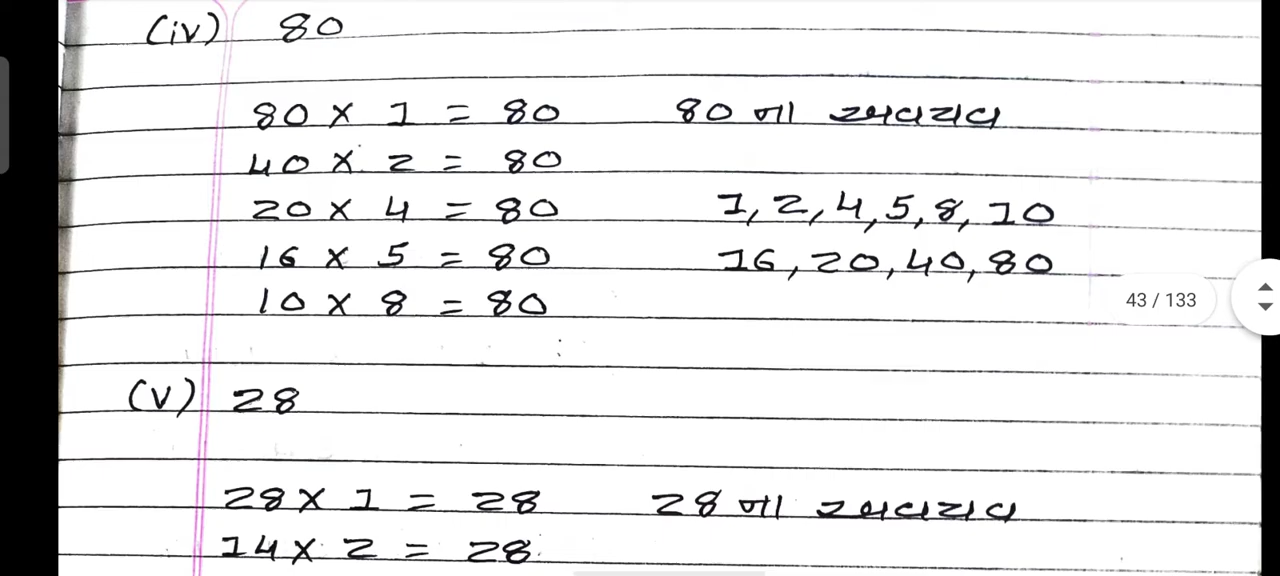 (iv) 80
80 × 1 = 80 80 ના અવયવ
40 × 2 = 80
20 × 4 = 80 1, 2, 4, 5, 8, 10
16 × 5 = 80 16, 20, 40, 80
43 / 133
10 × 8 = 80
(v) 28
28 × 1 = 28 28 ના અવયવ
14 × 2 = 28